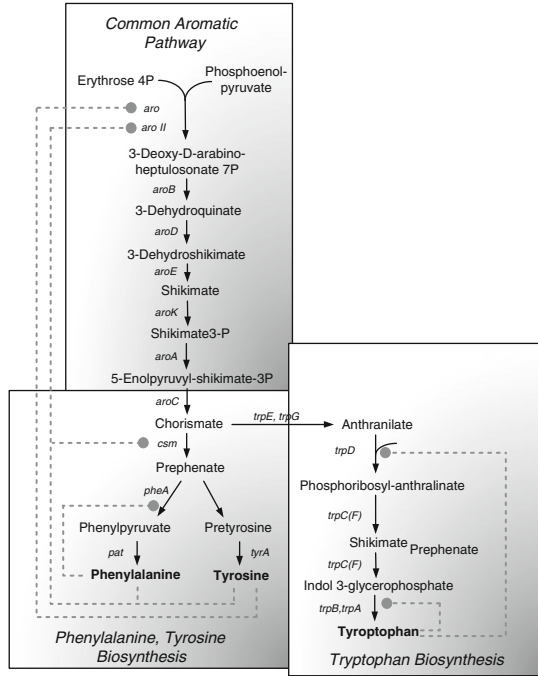 Common Aromatic
Pathway
Erythrose 4P
Phosphoenol-
pyruvate
aro
aro II
3-Deoxy-D-arabino-
heptulosonate 7P
aroB
3-Dehydroquinate
aroD
3-Dehydroshikimate
aroE
Shikimate
aroK
Shikimate3-P
aroA
5-Enolpyruvyl-shikimate-3P
aroC
Chorismate
csm
Prephenate
pheA
Phenylpyruvate
Pretyrosine
pat
tyrA
Phenylalanine
Tyrosine
Phenylalanine, Tyrosine
Biosynthesis
trpE, trpG
Anthranilate
trpD
Phosphoribosyl-anthralinate
trpC(F)
Shikimate
Prephenate
trpC(F)
Indol 3-glycerophosphate
trpB,trpA
Tyroptophan
Tryptophan Biosynthesis